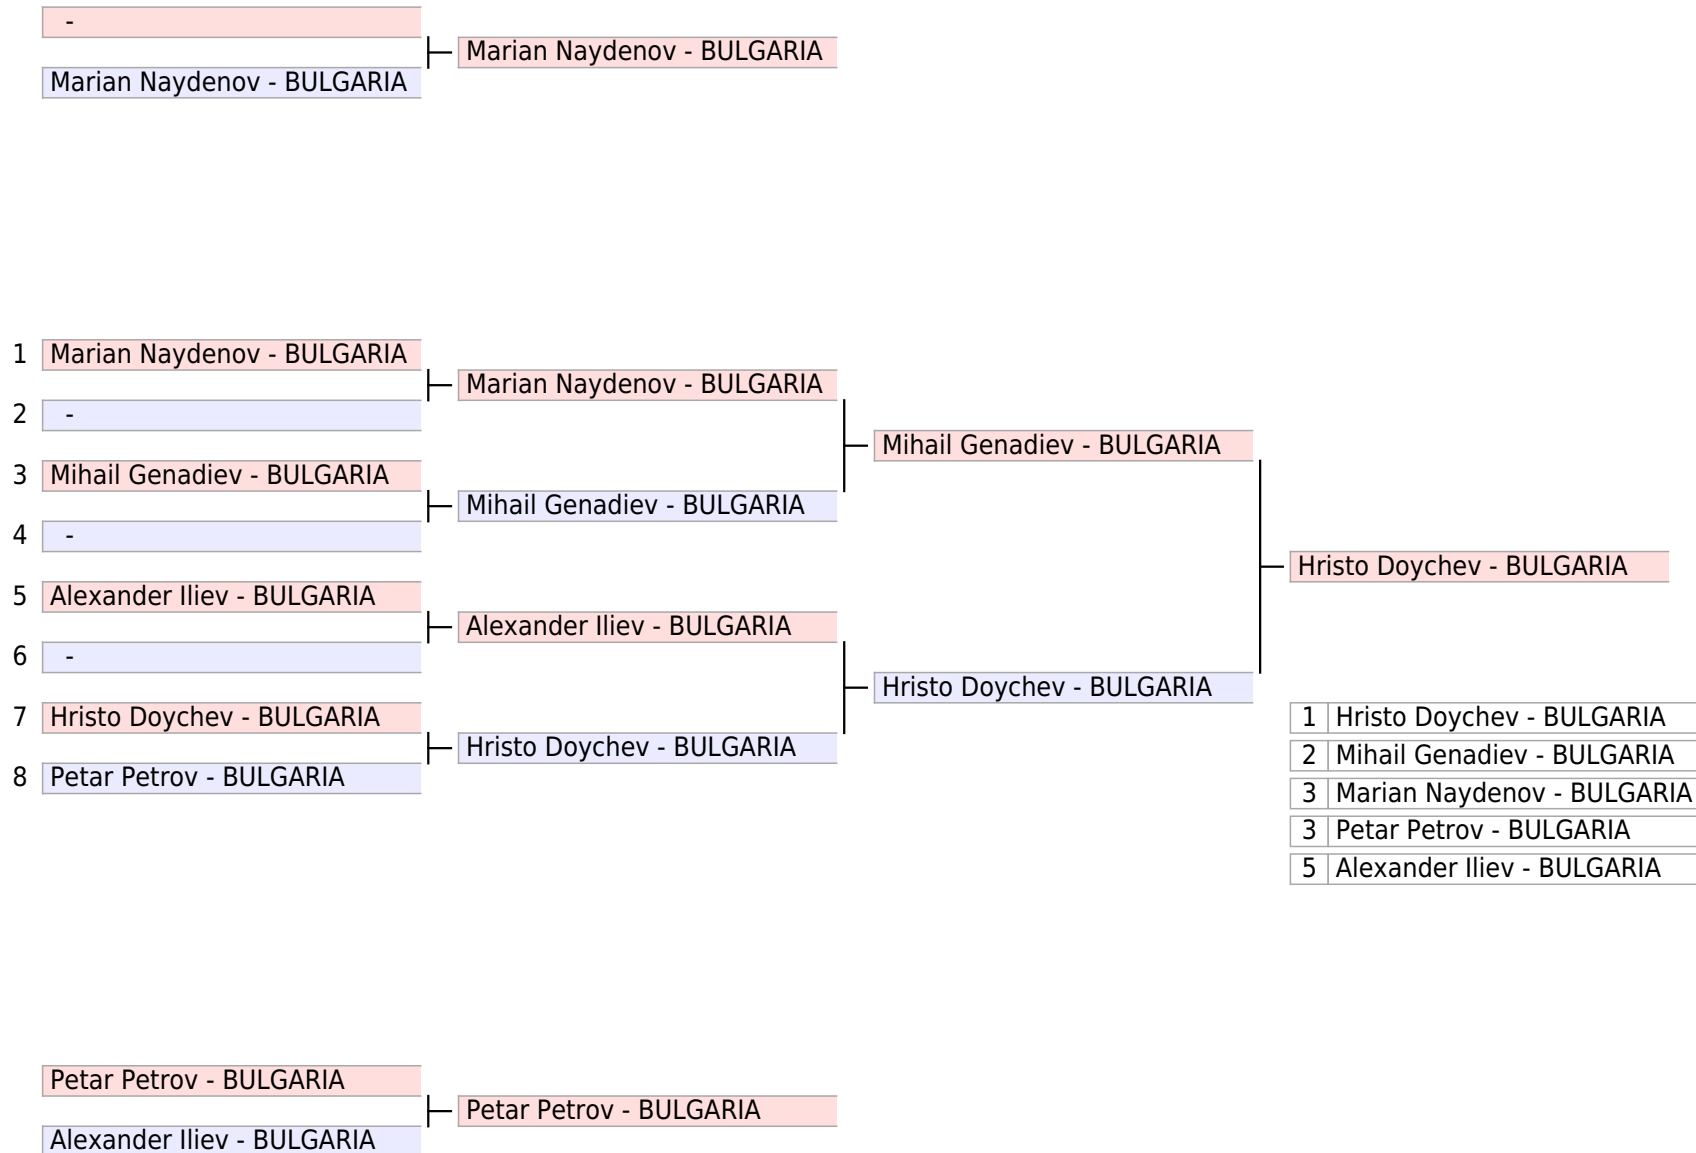 -
Marian Naydenov - BULGARIA
Marian Naydenov - BULGARIA
1 Marian Naydenov - BULGARIA
Marian Naydenov - BULGARIA
2 -
Mihail Genadiev - BULGARIA
3 Mihail Genadiev - BULGARIA
Mihail Genadiev - BULGARIA
4 -
Hristo Doychev - BULGARIA
5 Alexander Iliev - BULGARIA
Alexander Iliev - BULGARIA
6 -
Hristo Doychev - BULGARIA
7 Hristo Doychev - BULGARIA
Hristo Doychev - BULGARIA
8 Petar Petrov - BULGARIA
1 Hristo Doychev - BULGARIA
2 Mihail Genadiev - BULGARIA
3 Marian Naydenov - BULGARIA
3 Petar Petrov - BULGARIA
5 Alexander Iliev - BULGARIA
Petar Petrov - BULGARIA
Petar Petrov - BULGARIA
Alexander Iliev - BULGARIA